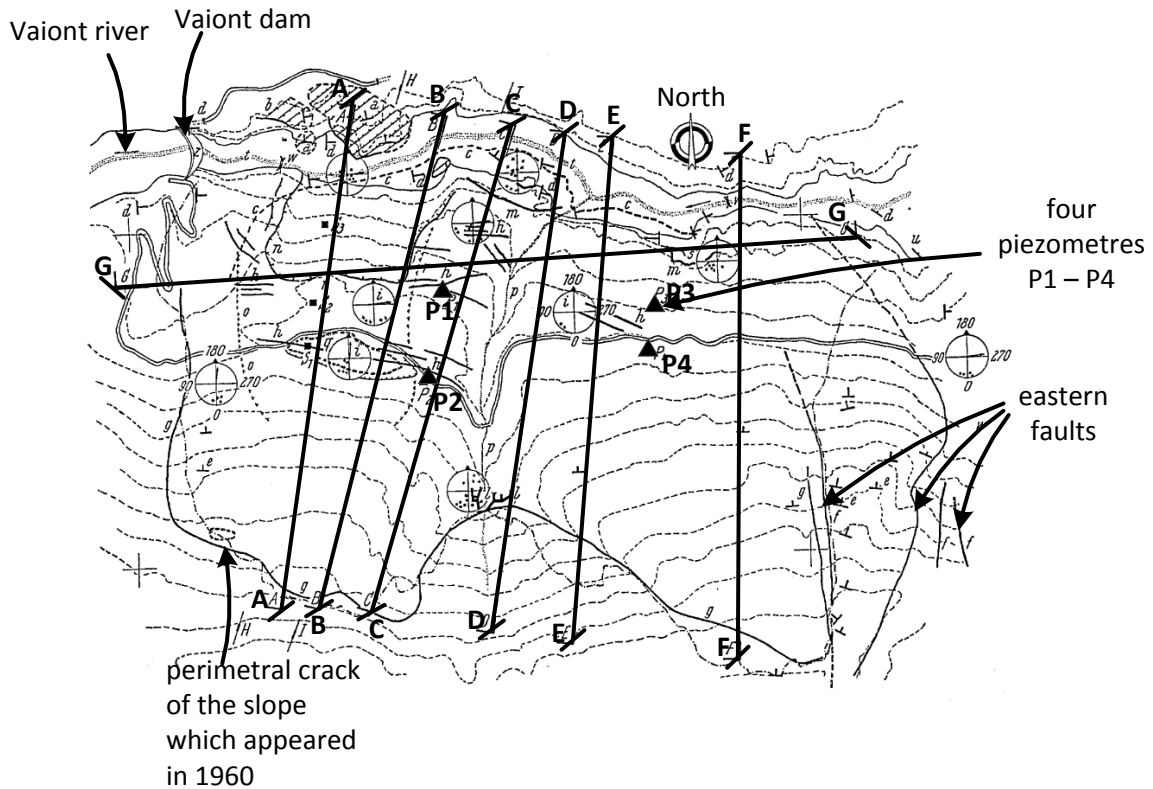 Vaiont dam
Vaiont river
A
B
C
D
E
North
F
G
G
four
piezometres
P1 – P4
P1
P2
P3
P4
180
90
270
0
180
90
270
0
180
90
270
0
eastern
faults
A
B
C
D
E
F
perimetral crack
of the slope
which appeared
in 1960